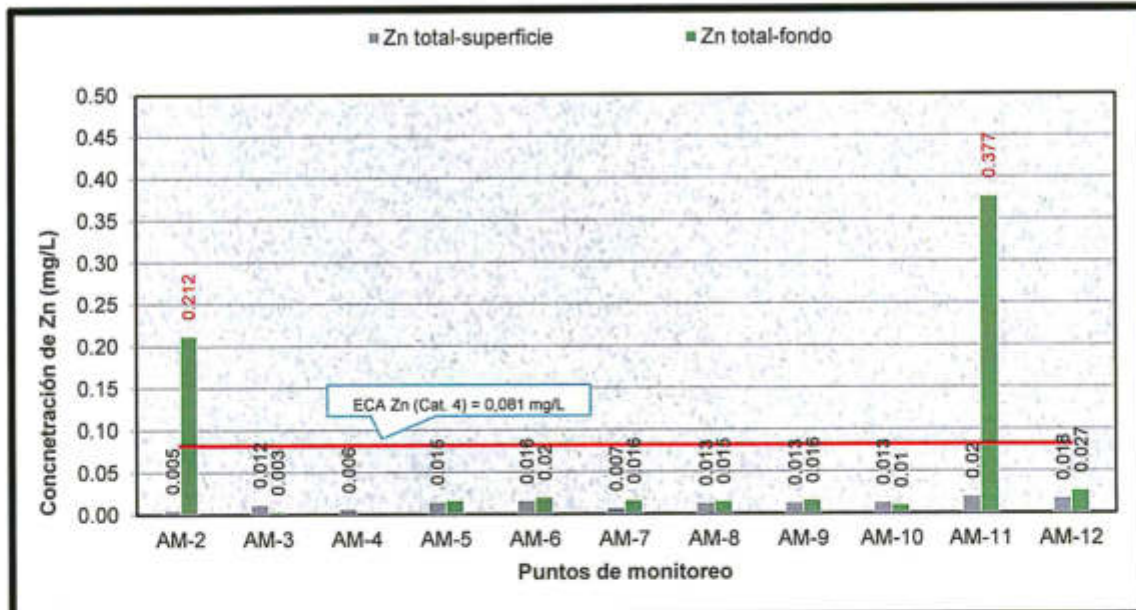 Zn total-superficie Zn total-fondo
0.50
0.45
0.40
0.35
0.30
0.25
0.20
0.15
0.10
0.05
0.00
Concnetración de Zn (mg/L)
ECA Zn (Cat. 4) = 0,081 mg/L
0.005 0.212 0.012 0.003 0.006 0.007 0.016 0.013 0.015 0.013 0.016 0.013 0.01 0.02 0.377 0.018 0.027
0.02
AM-2 AM-3 AM-4 AM-5 AM-6 AM-7 AM-8 AM-9 AM-10 AM-11 AM-12
Puntos de monitoreo